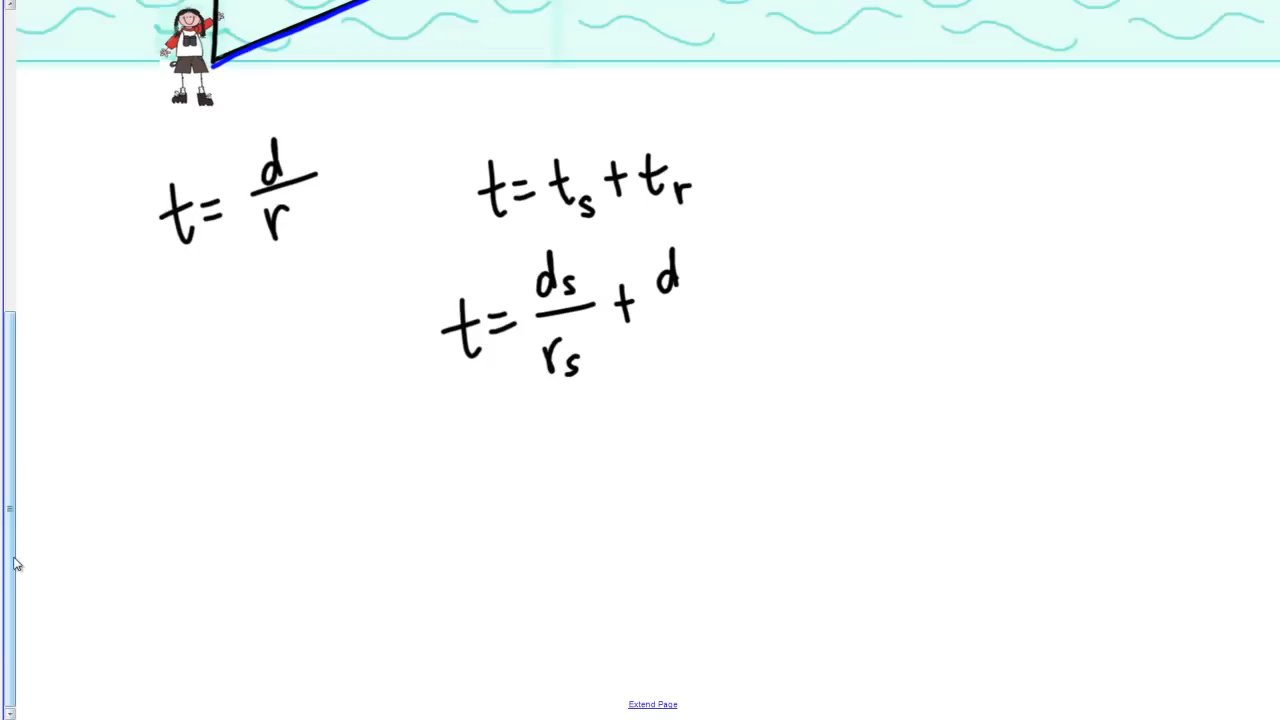 t = d/r
t = t_s + t_r
t = d_s/r_s + d
Extend Page